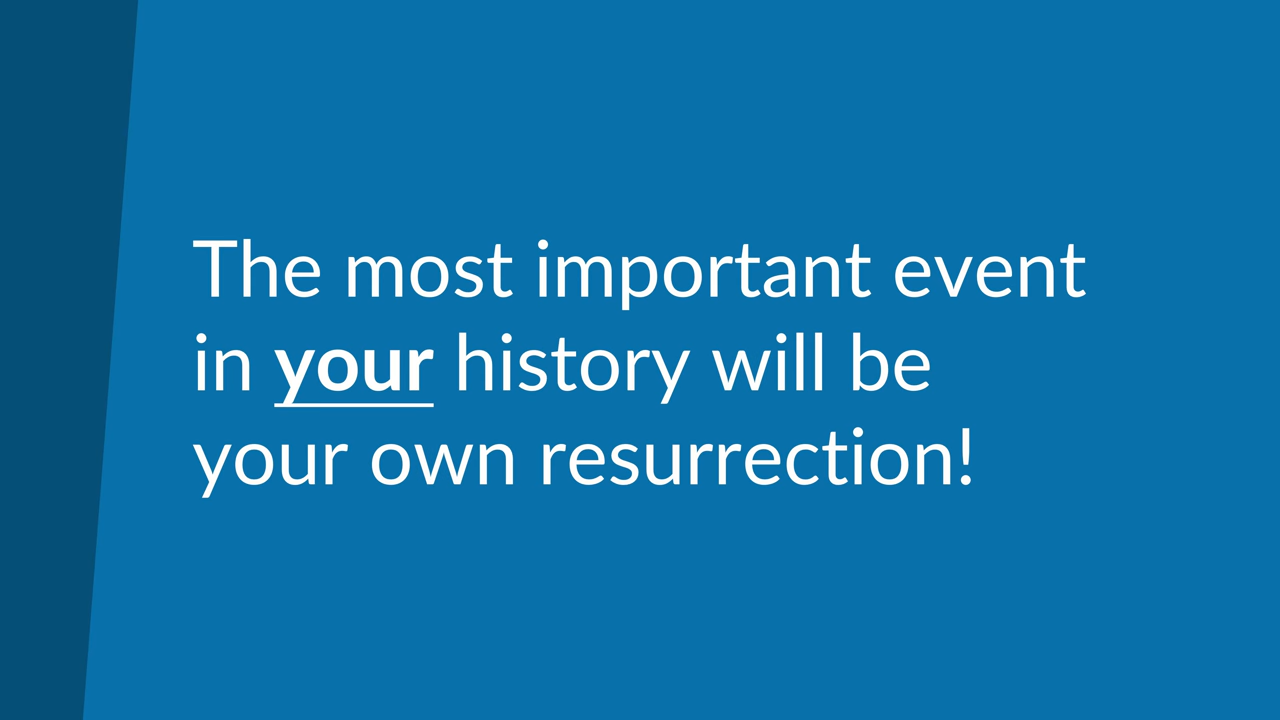 The most important event
in your history will be
your own resurrection!